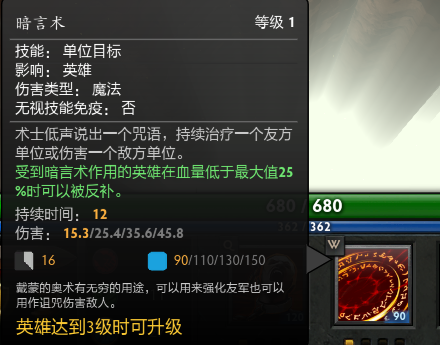 暗言术 等级 1
技能： 单位目标
影响： 英雄
伤害类型： 魔法
无视技能免疫： 否
术士低声说出一个咒语，持续治疗一个友方
单位或伤害一个敌方单位。
受到暗言术作用的英雄在血量低于最大值25
%时可以被反补。
持续时间： 12
伤害： 15.3/25.4/35.6/45.8
16 90/110/130/150
戴蒙的奥术有无穷的用途，可以用来强化友军也可以
用作诅咒伤害敌人。
英雄达到3级时可升级
680 / 680
362 / 362
W
90